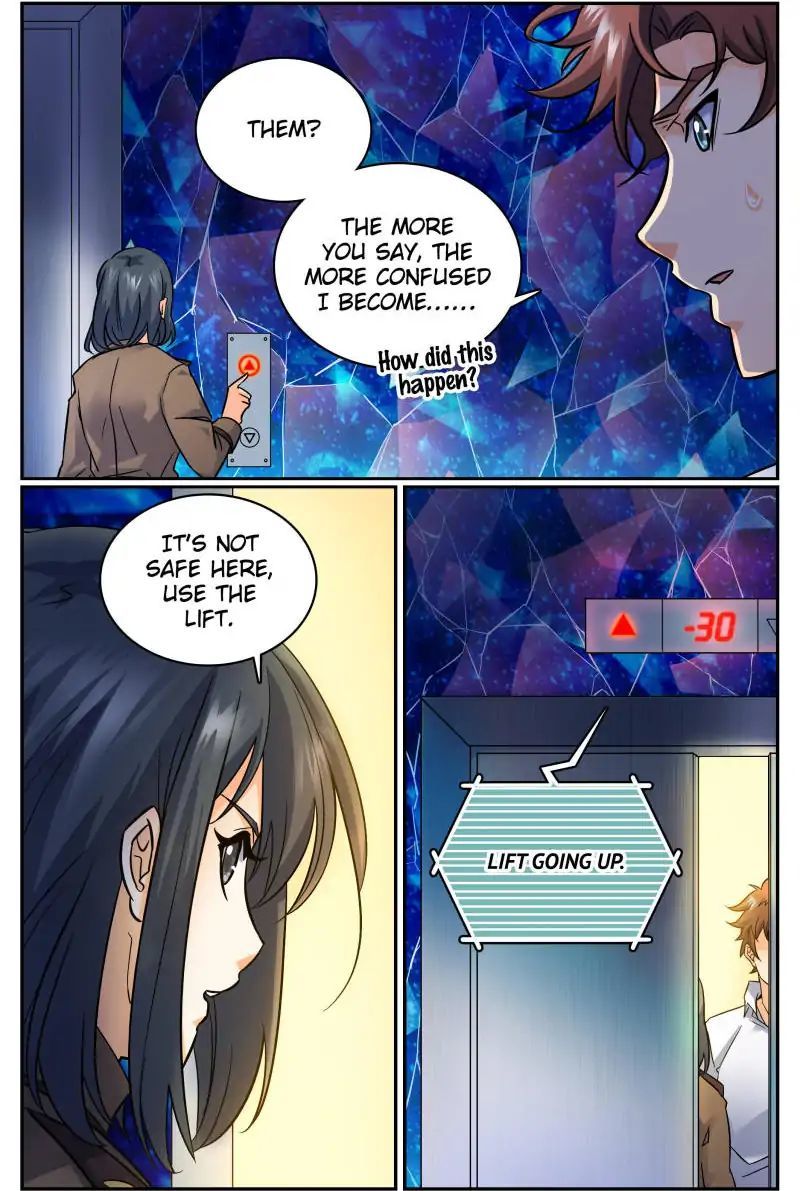 THEM?
THE MORE
YOU SAY, THE
MORE CONFUSED
I BECOME......
How did this
happen?
IT'S NOT
SAFE HERE,
USE THE
LIFT.
-30
LIFT GOING UP.